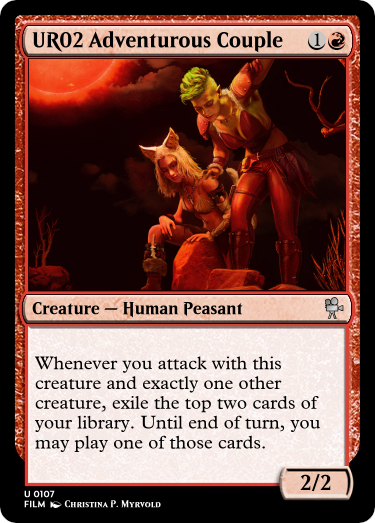 UR02 Adventurous Couple 1
Creature — Human Peasant
Whenever you attack with this
creature and exactly one other
creature, exile the top two cards of
your library. Until end of turn, you
may play one of those cards.
2/2
U 0107
FILM Christina P. Myrvold